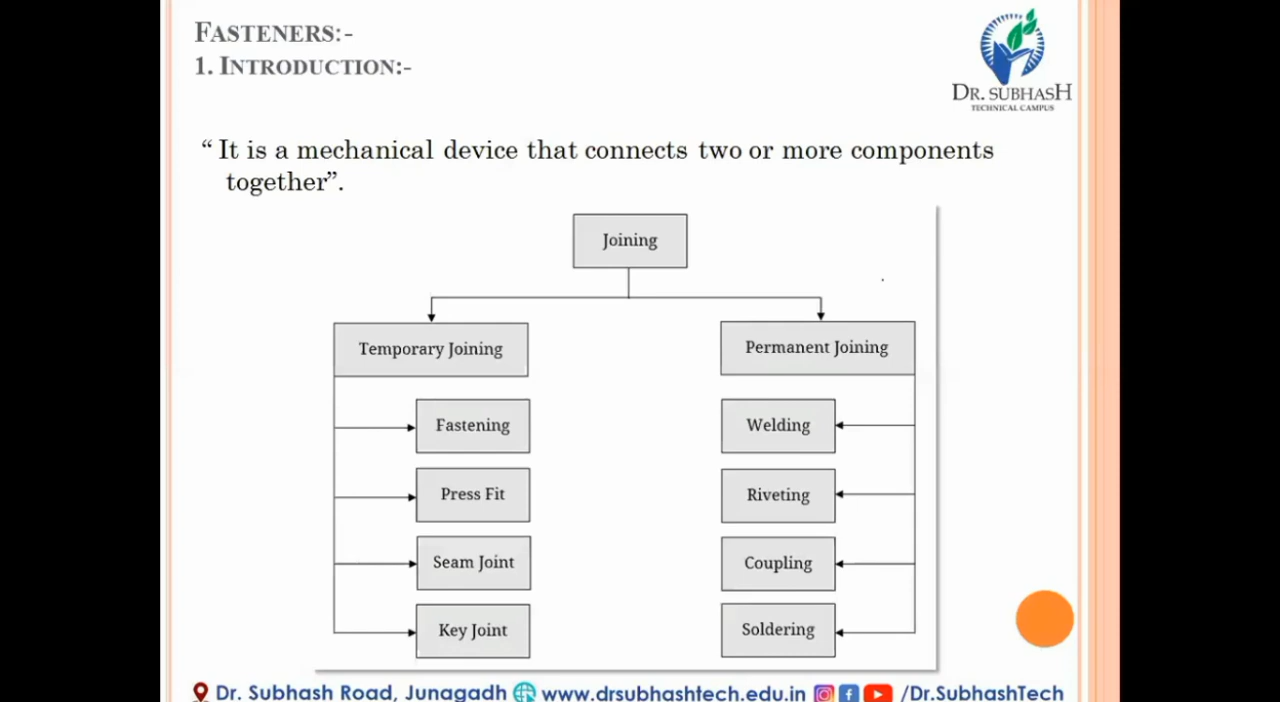 FASTENERS:-
1. INTRODUCTION:-
DR. SUBHASH
TECHNICAL CAMPUS
“ It is a mechanical device that connects two or more components
together”.
Joining
Temporary Joining
Permanent Joining
Fastening
Welding
Press Fit
Riveting
Seam Joint
Coupling
Key Joint
Soldering
Dr. Subhash Road, Junagadh www.drsubhashtech.edu.in /Dr.SubhashTech